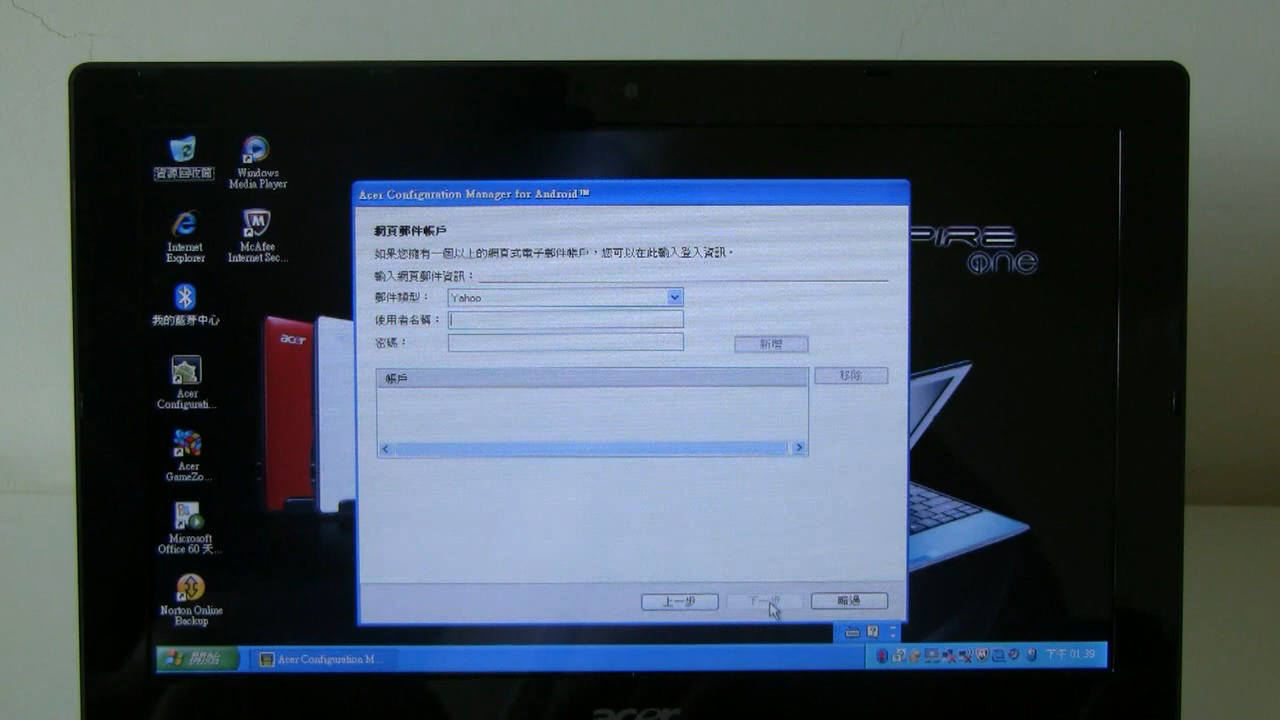 資源回收筒
Windows
Media Player
Internet
Explorer
McAfee
Internet Sec...
我的藍芽中心
Acer
Configurati...
Acer
GameZo...
Microsoft
Office 60 天...
Norton Online
Backup
acer
PIRE
one
Acer Configuration Manager for Android™
網頁郵件帳戶
如果您擁有一個以上的網頁式電子郵件帳戶，您可以在此輸入登入資訊。
輸入網頁郵件資訊：
郵件類型：
Yahoo
使用者名稱：
密碼：
新增
帳戶
移除
上一步
下一步
略過
開始
Acer Configuration M...
下午 01:39
acer